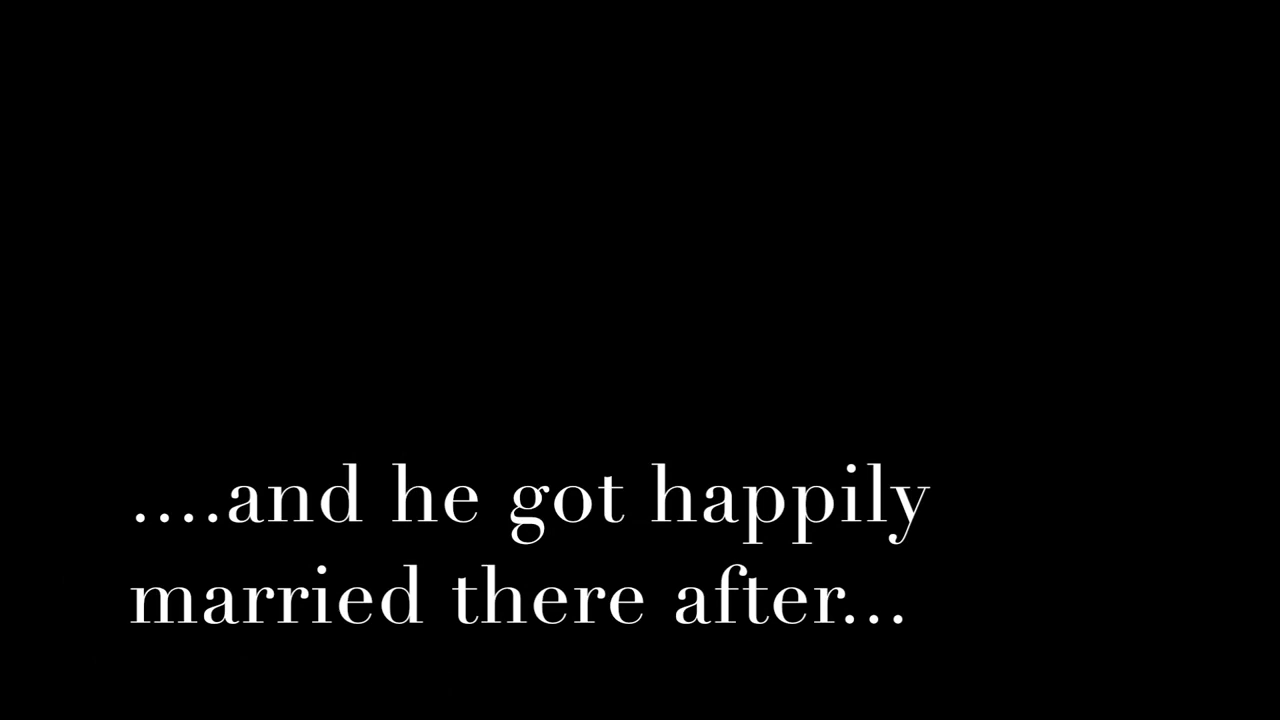 ....and he got happily
married there after...